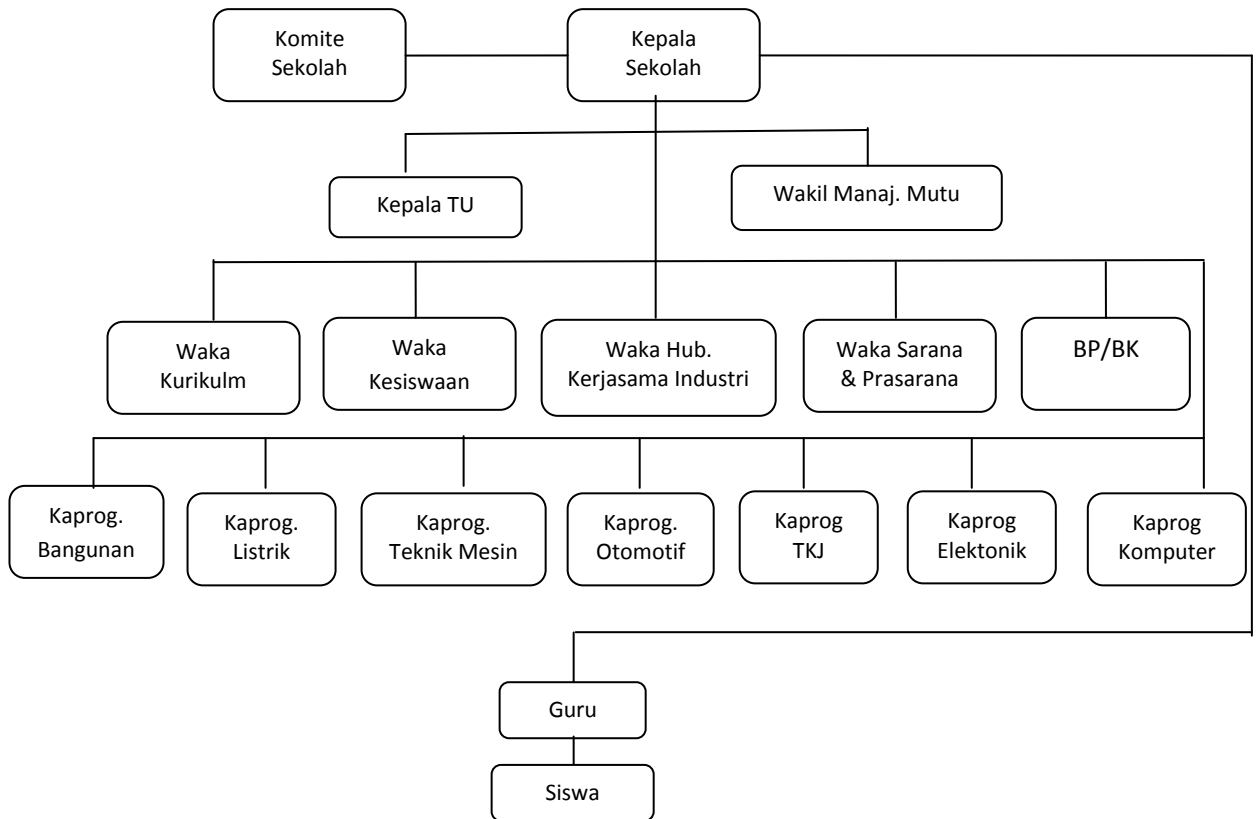 Komite
Sekolah
Kepala
Sekolah
Kepala TU
Wakil Manaj. Mutu
Waka
Kurikulm
Waka
Kesiswaan
Waka Hub.
Kerjasama Industri
Waka Sarana
& Prasarana
BP/BK
Kaprog.
Bangunan
Kaprog.
Listrik
Kaprog.
Teknik Mesin
Kaprog.
Otomotif
Kaprog
TKJ
Kaprog
Elektonik
Kaprog
Komputer
Guru
Siswa